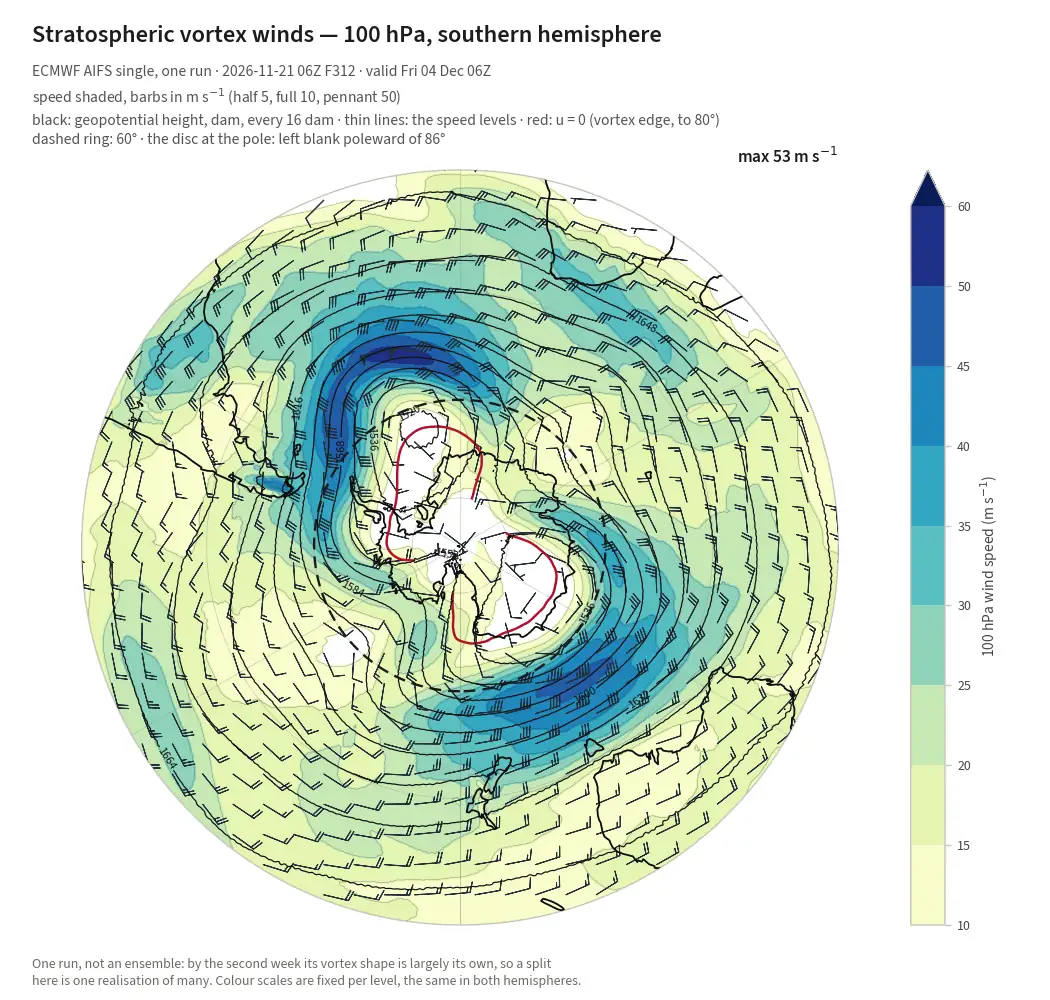 Stratospheric vortex winds — 100 hPa, southern hemisphere
ECMWF AIFS single, one run · 2026-11-21 06Z F312 · valid Fri 04 Dec 06Z
speed shaded, barbs in m s⁻¹ (half 5, full 10, pennant 50)
black: geopotential height, dam, every 16 dam · thin lines: the speed levels · red: u = 0 (vortex edge, to 80°)
dashed ring: 60° · the disc at the pole: left blank poleward of 86°
max 53 m s⁻¹
60
50
45
40
35
30
25
20
15
10
100 hPa wind speed (m s⁻¹)
1648
1616
1568
1536
1584
1536
1600
1664
One run, not an ensemble: by the second week its vortex shape is largely its own, so a split
here is one realisation of many. Colour scales are fixed per level, the same in both hemispheres.